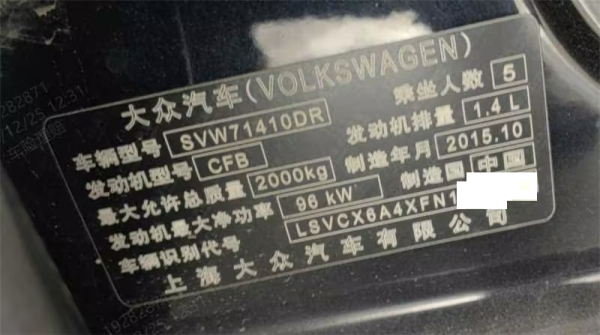 大众汽车(VOLKSWAGEN)
车辆型号 SVW71410DR 乘坐人数 5
发动机型号 CFB 发动机排量 1.4 L
最大允许总质量 2000kg 制造年月 2015.10
发动机最大净功率 96 kW 制造国 中国
车辆识别代号 LSVCX6A4XFN1
上海大众汽车有限公司